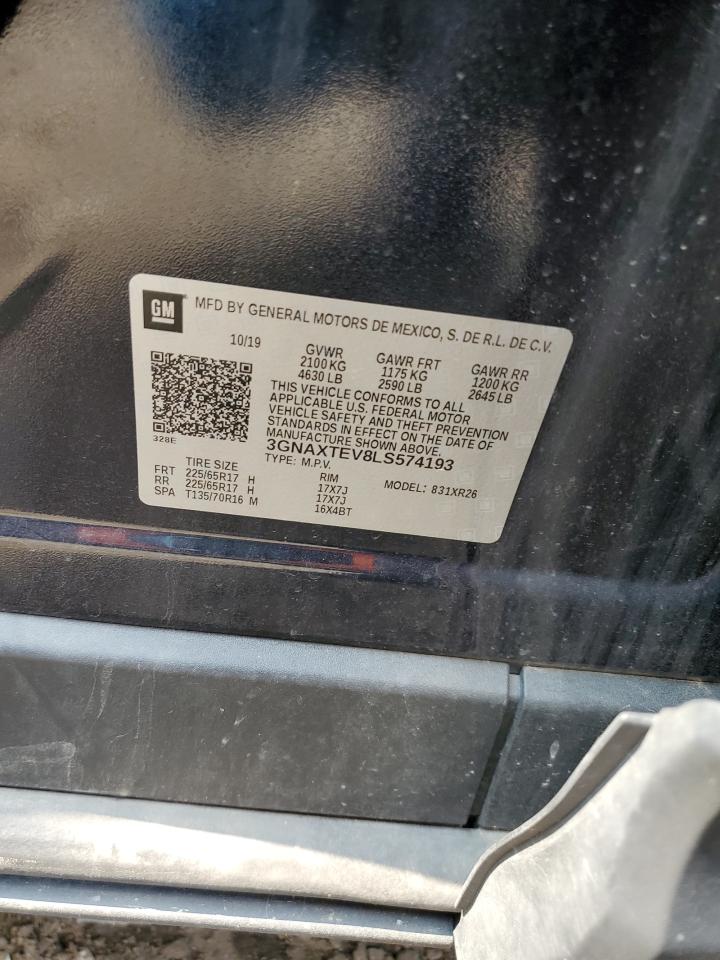 GM MFD BY GENERAL MOTORS DE MEXICO, S. DE R.L. DE C.V.
10/19 GVWR GAWR FRT GAWR RR
2100 KG 1175 KG 1200 KG
4630 LB 2590 LB 2645 LB
THIS VEHICLE CONFORMS TO ALL
APPLICABLE U.S. FEDERAL MOTOR
VEHICLE SAFETY AND THEFT PREVENTION
STANDARDS IN EFFECT ON THE DATE OF
MANUFACTURE SHOWN ABOVE.
328E
3GNAXTEV8LS574193
TYPE: M.P.V. MODEL: 831XR26
TIRE SIZE RIM
FRT 225/65R17 H 17X7J
RR 225/65R17 H 17X7J
SPA T135/70R16 M 16X4BT